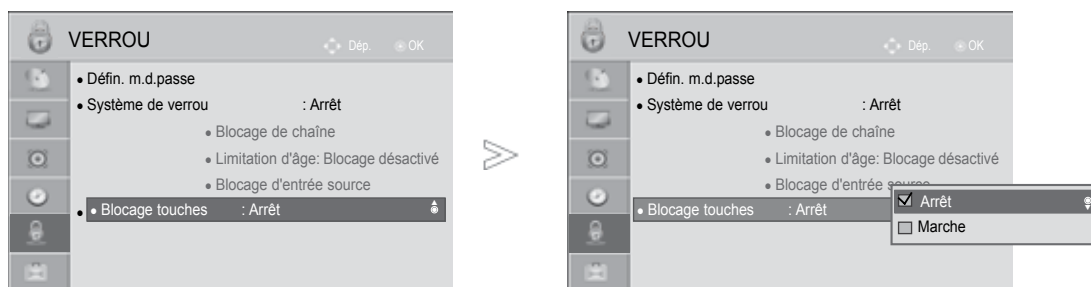 VERROU Dép. OK
• Défin. m.d.passe
• Système de verrou : Arrêt
• Blocage de chaîne
• Limitation d'âge: Blocage désactivé
• Blocage d'entrée source
• • Blocage touches : Arrêt
VERROU Dép. OK
• Défin. m.d.passe
• Système de verrou : Arrêt
• Blocage de chaîne
• Limitation d'âge: Blocage désactivé
• Blocage d'entrée source
• Blocage touches : Arrêt
Arrêt
Marche